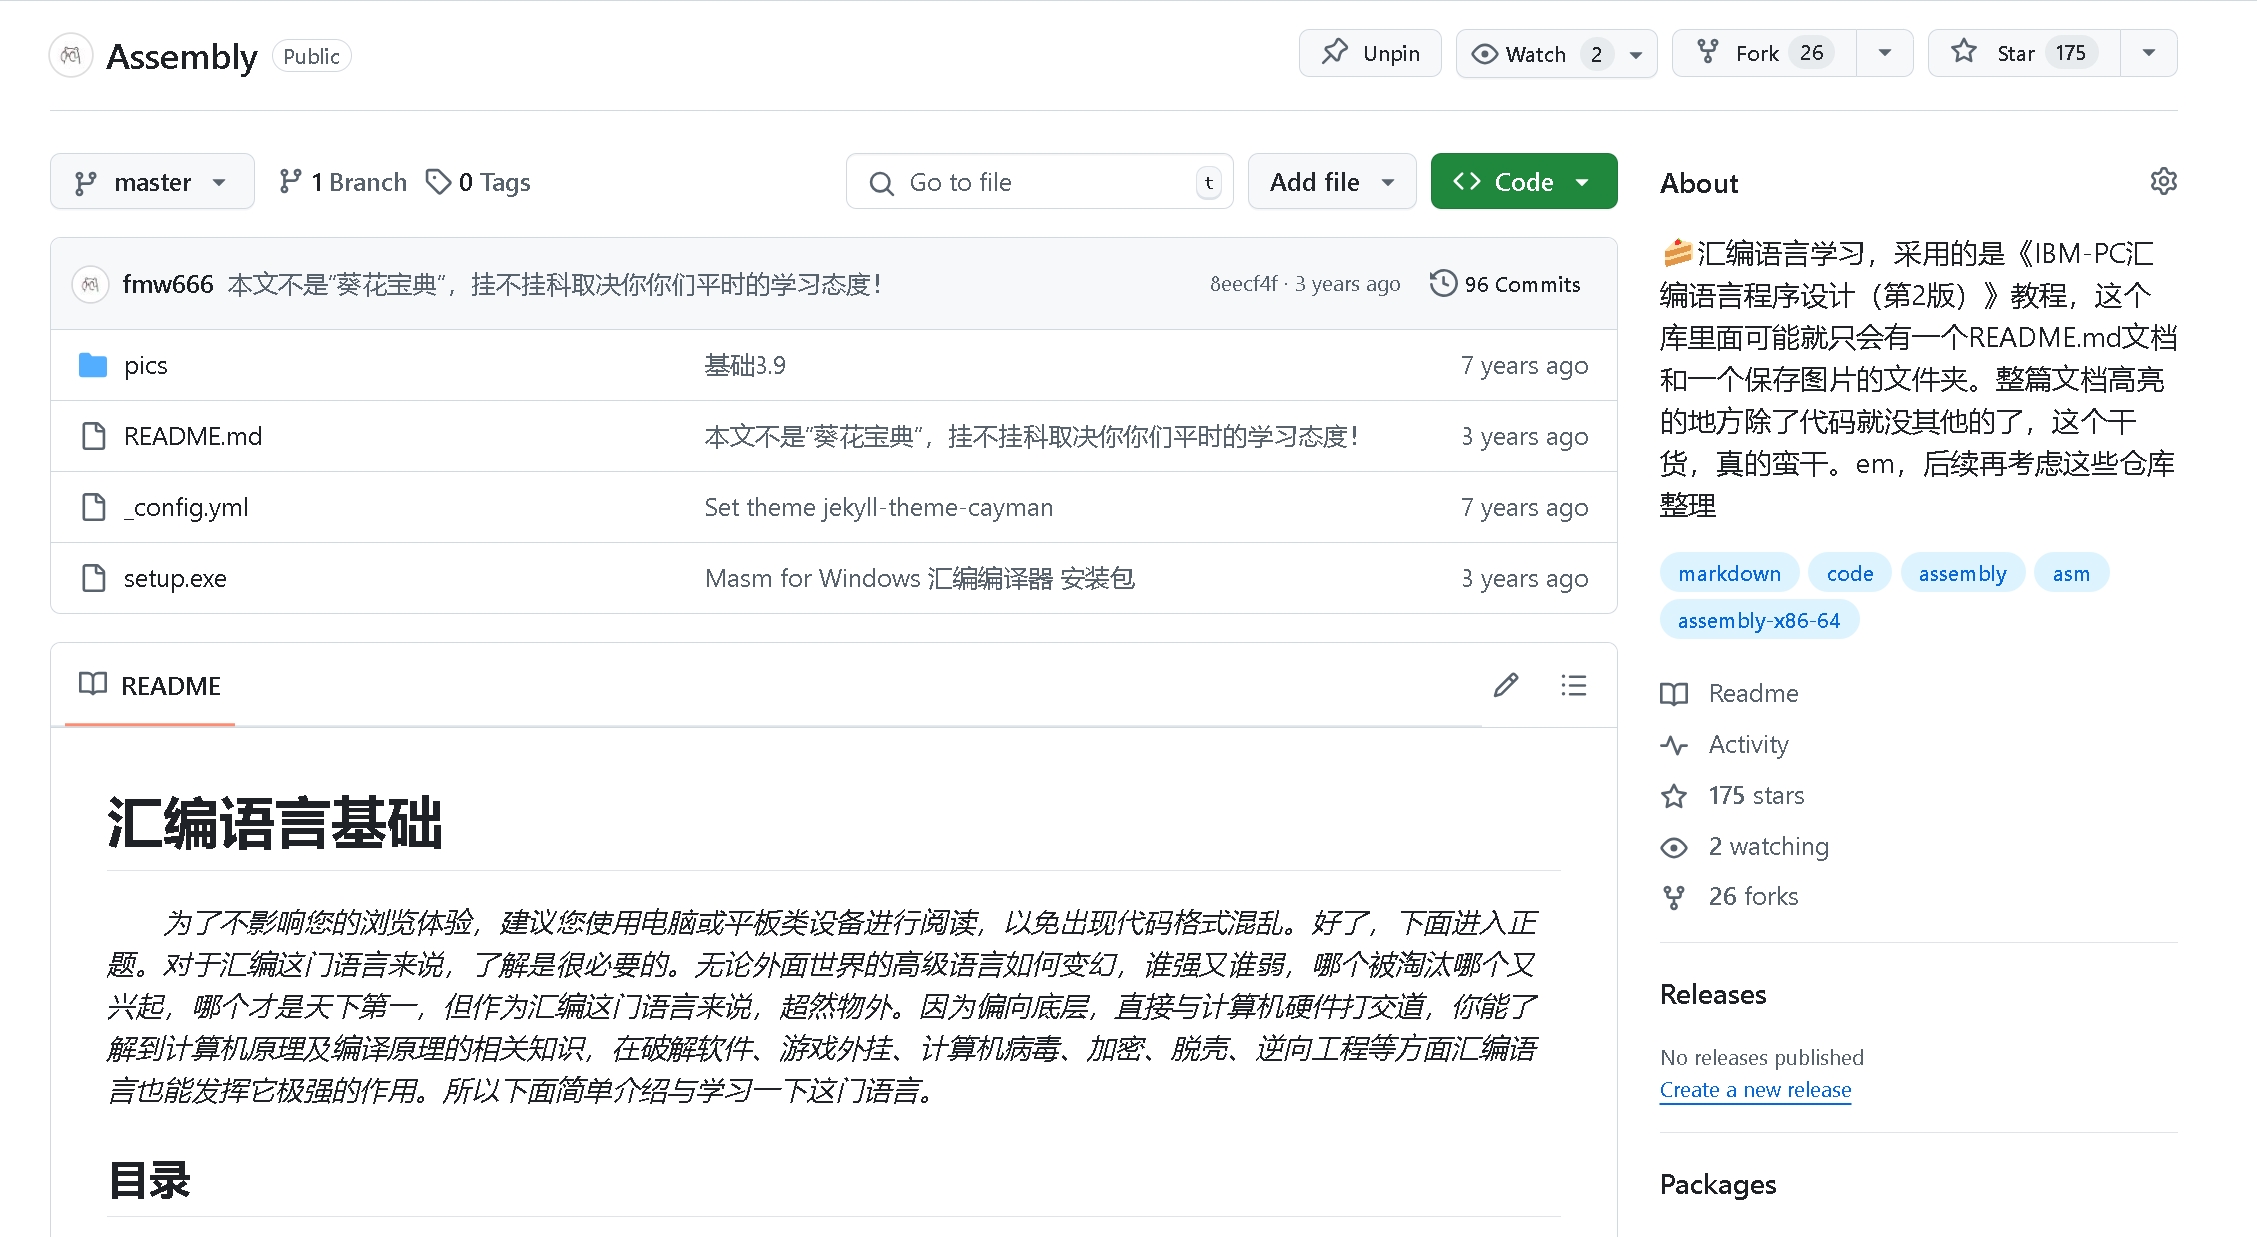 Assembly Public
Unpin
Watch 2
Fork 26
Star 175
master
1 Branch
0 Tags
Go to file t
Add file
Code
fmw666 本文不是“葵花宝典”，挂不挂科取决你你们平时的学习态度！ 8eecf4f · 3 years ago 96 Commits
pics 基础3.9 7 years ago
README.md 本文不是“葵花宝典”，挂不挂科取决你你们平时的学习态度！ 3 years ago
_config.yml Set theme jekyll-theme-cayman 7 years ago
setup.exe Masm for Windows 汇编编译器 安装包 3 years ago
README
汇编语言基础
为了不影响您的浏览体验，建议您使用电脑或平板类设备进行阅读，以免出现代码格式混乱。好了，下面进入正
题。对于汇编这门语言来说，了解是很必要的。无论外面世界的高级语言如何变幻，谁强又谁弱，哪个被淘汰哪个又
兴起，哪个才是天下第一，但作为汇编这门语言来说，超然物外。因为偏向底层，直接与计算机硬件打交道，你能了
解到计算机原理及编译原理的相关知识，在破解软件、游戏外挂、计算机病毒、加密、脱壳、逆向工程等方面汇编语
言也能发挥它极强的作用。所以下面简单介绍与学习一下这门语言。
目录
About
汇编语言学习，采用的是《IBM-PC汇
编语言程序设计（第2版）》教程，这个
库里面可能就只会有一个README.md文档
和一个保存图片的文件夹。整篇文档高亮
的地方除了代码就没其他的了，这个干
货，真的蛮干。em，后续再考虑这些仓库
整理
markdown code assembly asm
assembly-x86-64
Readme
Activity
175 stars
2 watching
26 forks
Releases
No releases published
Create a new release
Packages